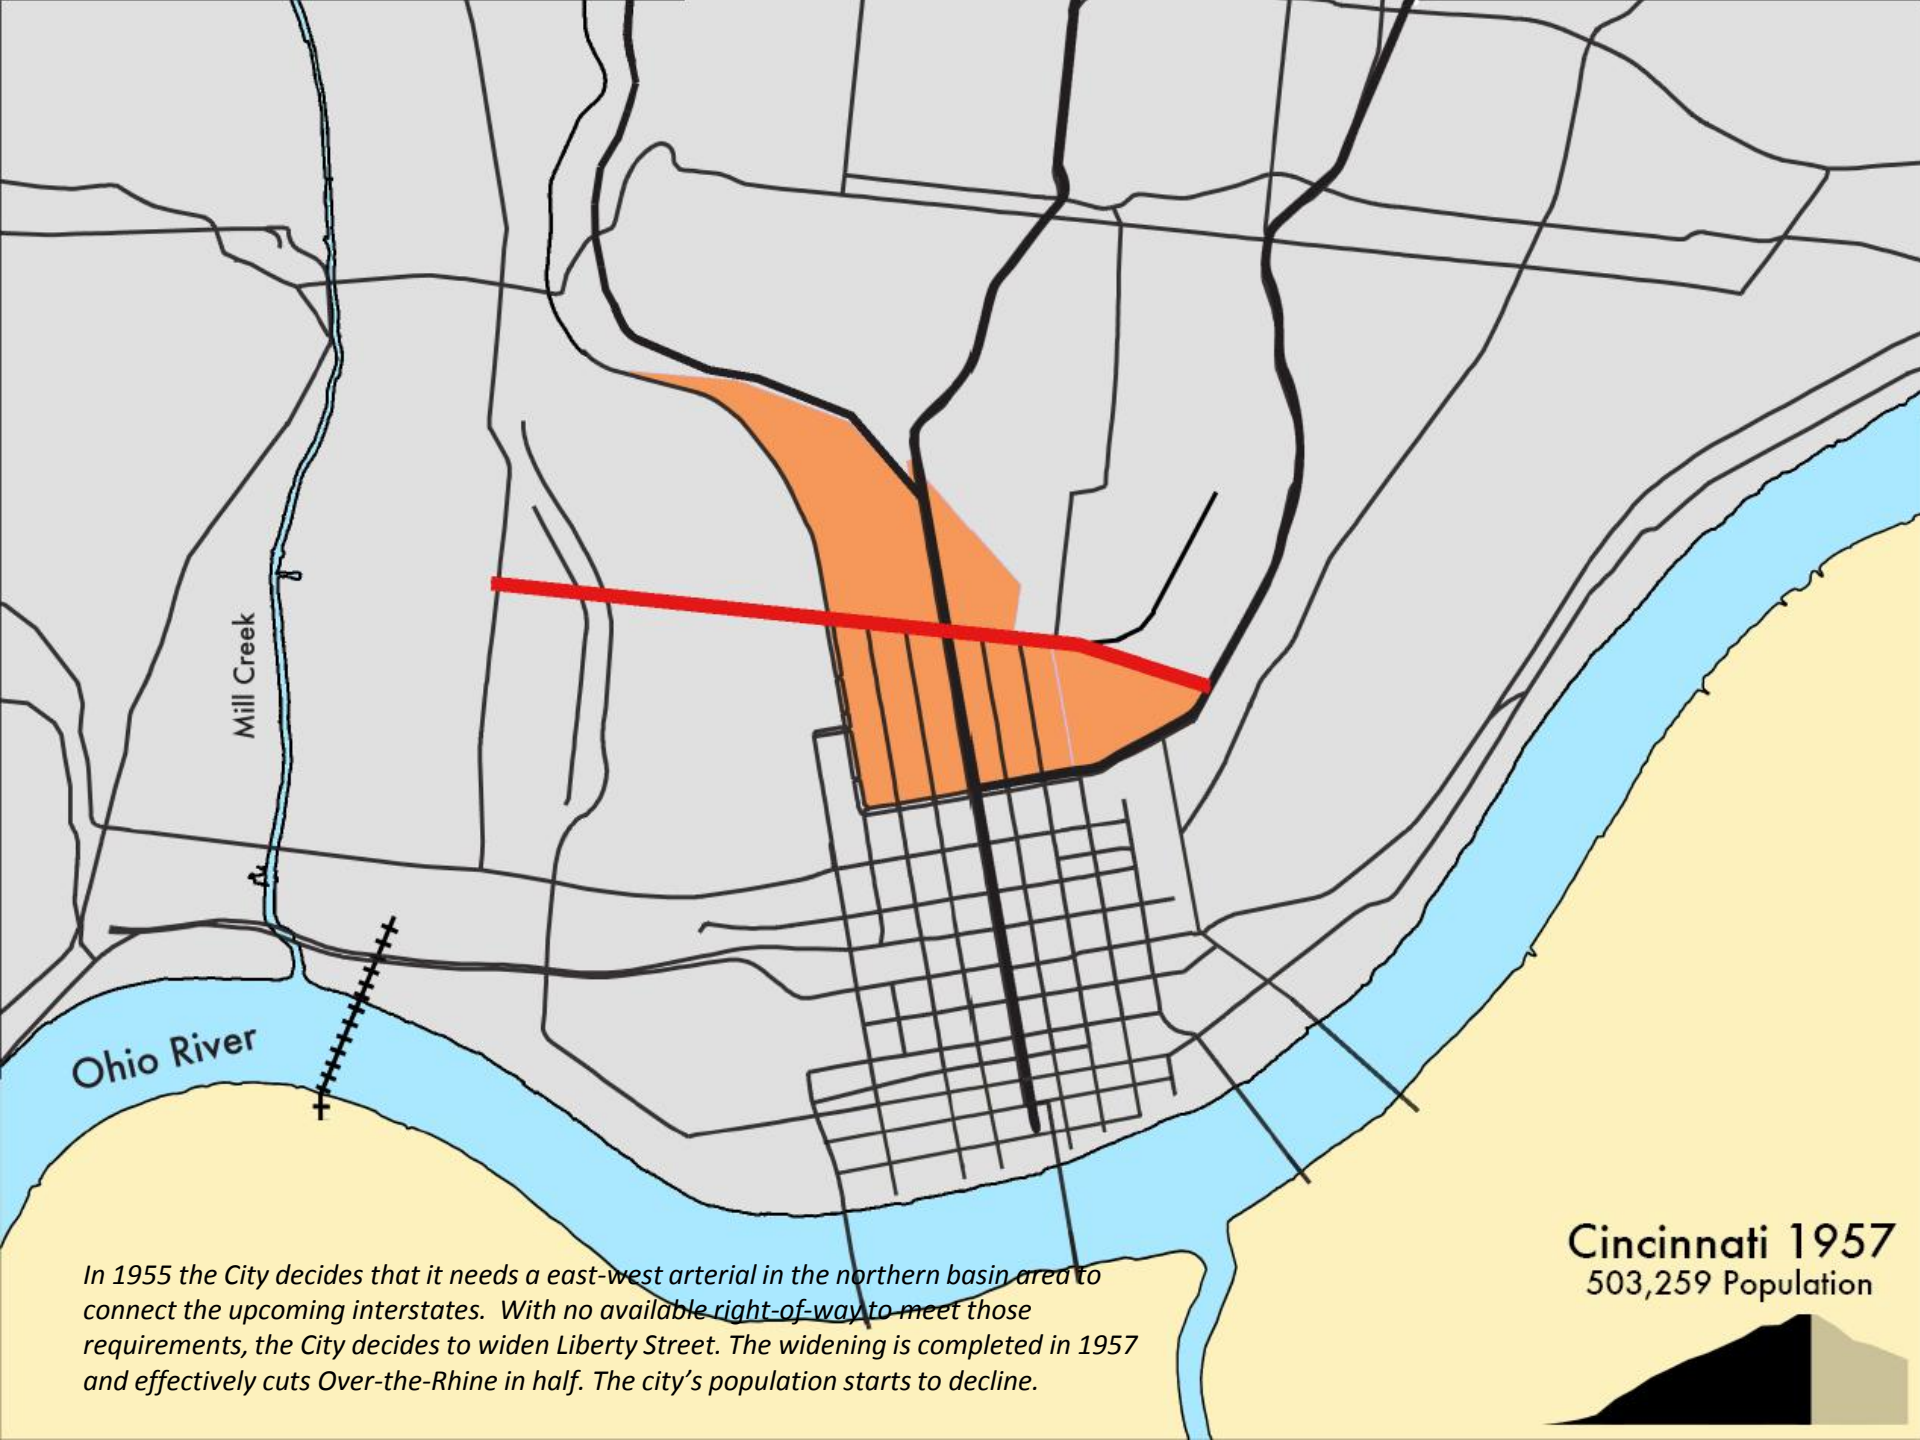 Mill Creek
Ohio River
Cincinnati 1957
503,259 Population
In 1955 the City decides that it needs a east-west arterial in the northern basin area to
connect the upcoming interstates.  With no available right-of-way to meet those
requirements, the City decides to widen Liberty Street. The widening is completed in 1957
and effectively cuts Over-the-Rhine in half. The city’s population starts to decline.